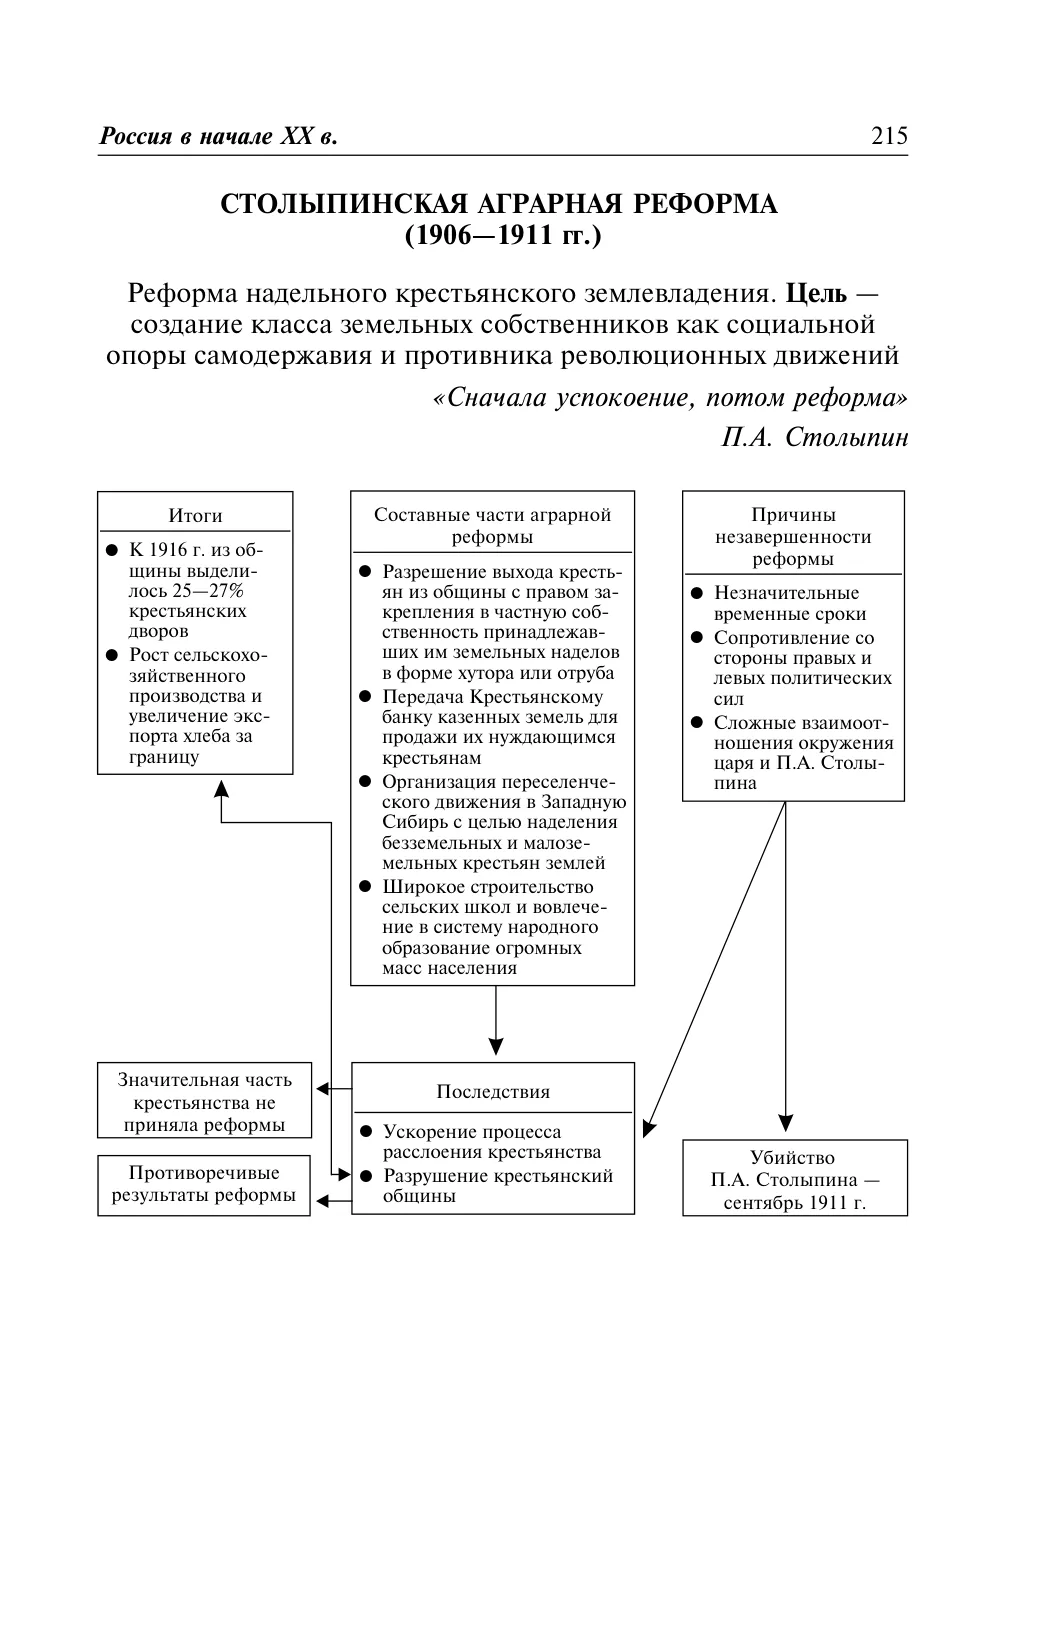 Россия в начале XX в.
215
СТОЛЫПИНСКАЯ АГРАРНАЯ РЕФОРМА
(1906—1911 гг.)
Реформа надельного крестьянского землевладения. Цель —
создание класса земельных собственников как социальной
опоры самодержавия и противника революционных движений
«Сначала успокоение, потом реформа»
П.А. Столыпин
Итоги
● К 1916 г. из об-
щины выдели-
лось 25—27%
крестьянских
дворов
● Рост сельскохо-
зяйственного
производства и
увеличение экс-
порта хлеба за
границу
Составные части аграрной
реформы
● Разрешение выхода кресть-
ян из общины с правом за-
крепления в частную соб-
ственность принадлежав-
ших им земельных наделов
в форме хутора или отруба
● Передача Крестьянскому
банку казенных земель для
продажи их нуждающимся
крестьянам
● Организация переселенче-
ского движения в Западную
Сибирь с целью наделения
безземельных и малозе-
мельных крестьян землей
● Широкое строительство
сельских школ и вовлече-
ние в систему народного
образование огромных
масс населения
Причины
незавершенности
реформы
● Незначительные
временные сроки
● Сопротивление со
стороны правых и
левых политических
сил
● Сложные взаимоот-
ношения окружения
царя и П.А. Столы-
пина
Значительная часть
крестьянства не
приняла реформы
Противоречивые
результаты реформы
Последствия
● Ускорение процесса
расслоения крестьянства
● Разрушение крестьянский
общины
Убийство
П.А. Столыпина —
сентябрь 1911 г.